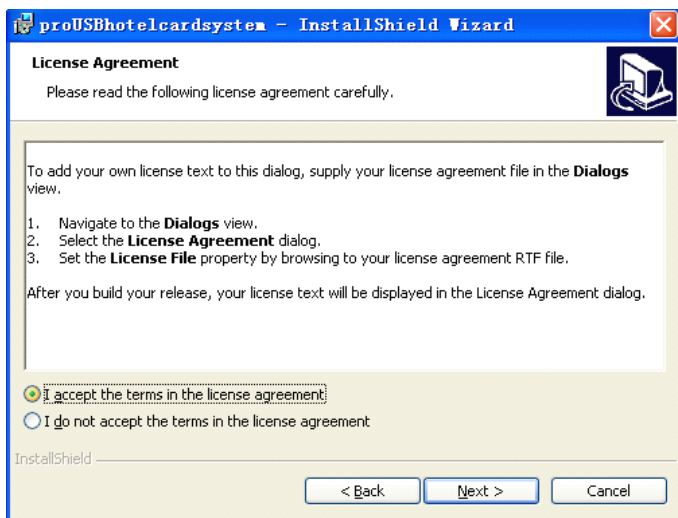 proUSBhotelcardsystem - InstallShield Wizard
License Agreement
Please read the following license agreement carefully.
To add your own license text to this dialog, supply your license agreement file in the Dialogs
view.
1. Navigate to the Dialogs view.
2. Select the License Agreement dialog.
3. Set the License File property by browsing to your license agreement RTF file.
After you build your release, your license text will be displayed in the License Agreement dialog.
I accept the terms in the license agreement
I do not accept the terms in the license agreement
InstallShield
< Back Next > Cancel